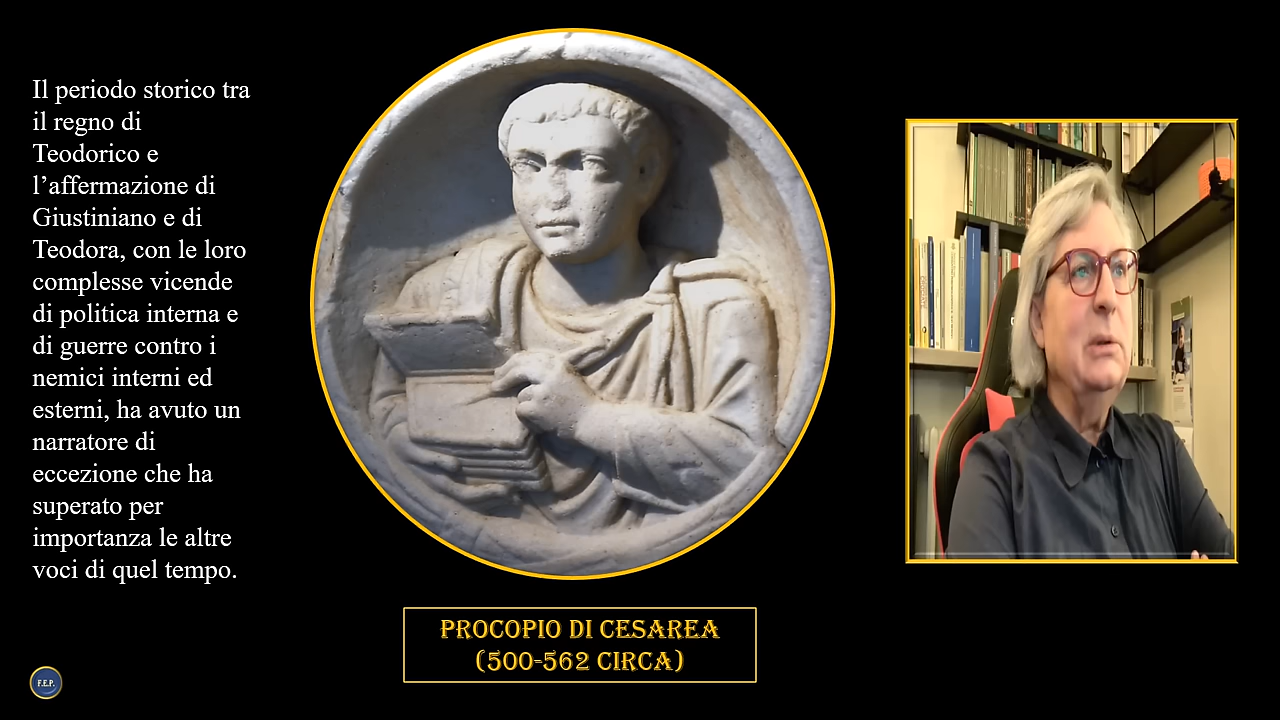 Il periodo storico tra
il regno di
Teodorico e
l’affermazione di
Giustiniano e di
Teodora, con le loro
complesse vicende
di politica interna e
di guerre contro i
nemici interni ed
esterni, ha avuto un
narratore di
eccezione che ha
superato per
importanza le altre
voci di quel tempo.
PROCOPIO DI CESAREA
(500-562 CIRCA)
F.E.P.